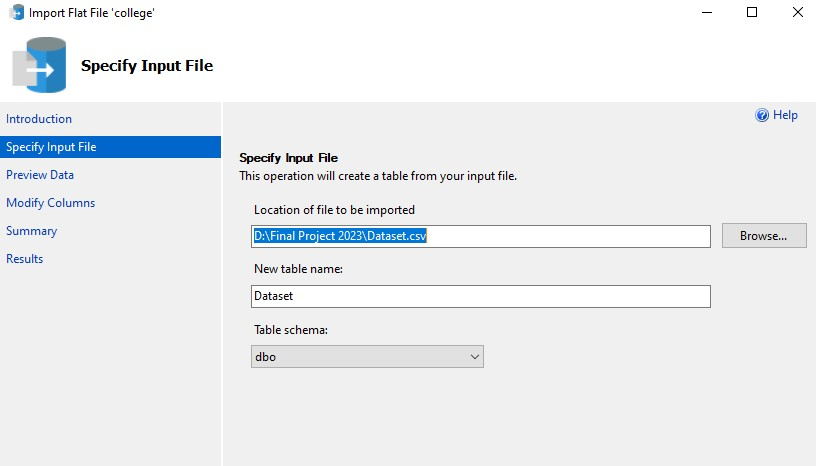 Import Flat File 'college'
Specify Input File
Introduction
Specify Input File
Preview Data
Modify Columns
Summary
Results
Help
Specify Input File
This operation will create a table from your input file.
Location of file to be imported
D:\Final Project 2023\Dataset.csv
Browse...
New table name:
Dataset
Table schema:
dbo